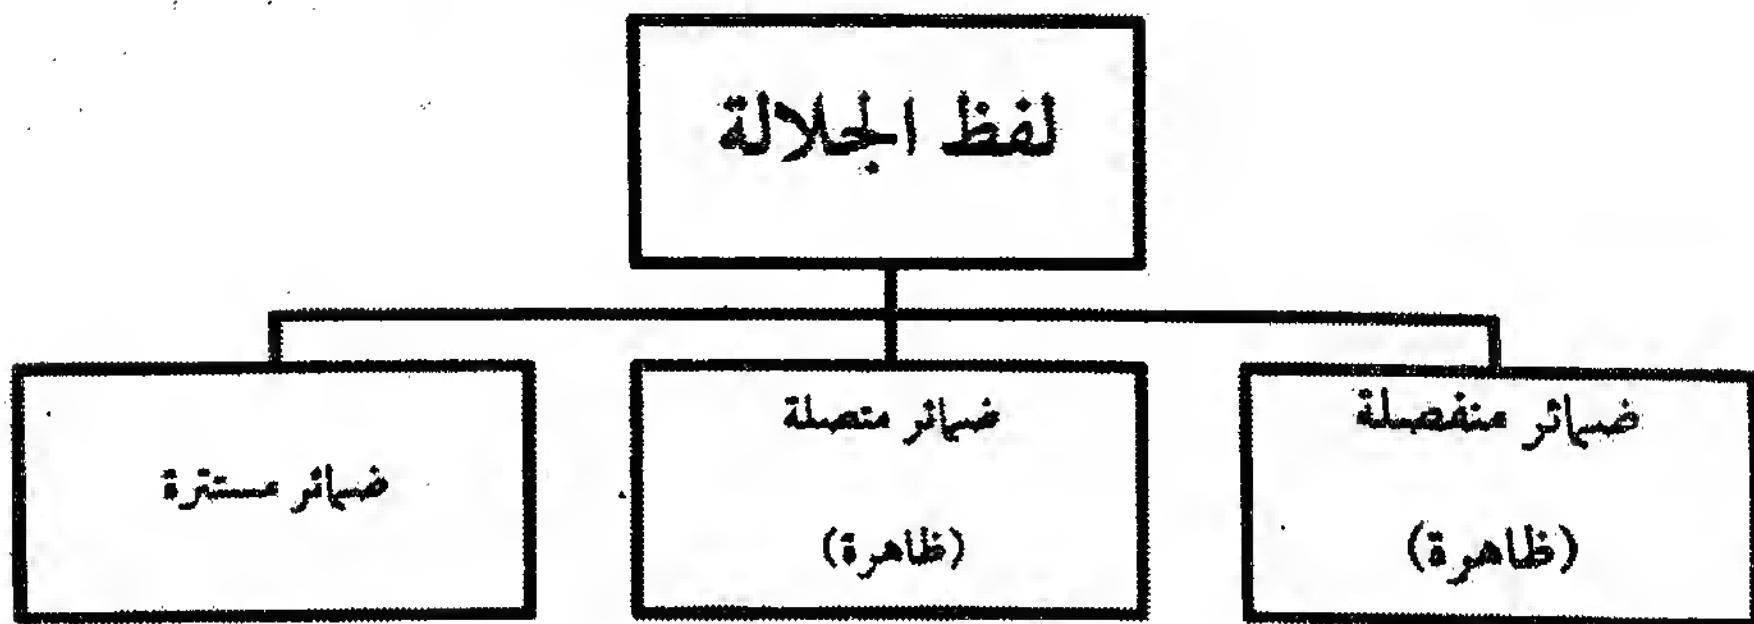 لفظ الجلالة
ضمائر منفصلة
(ظاهرة)
ضمائر متصلة
(ظاهرة)
ضمائر مستترة